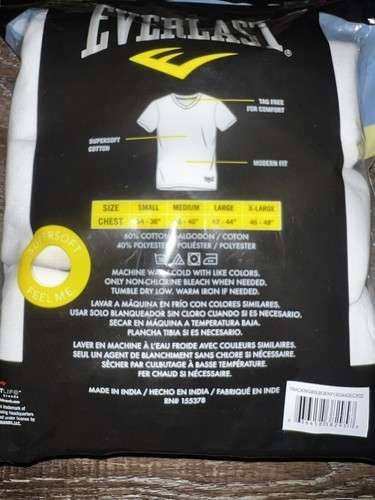 EVERLAST®
TAG FREE
FOR COMFORT
SUPERSOFT
COTTON
MODERN FIT
SIZE SMALL MEDIUM LARGE X-LARGE
CHEST 34 - 36" - 40" 42 - 44" 46 - 48"
60% COTTON / ALGODÓN / COTON
40% POLYESTER / POLIÉSTER / POLYESTER
SUPERSOFT
FEEL ME
MACHINE WASH COLD WITH LIKE COLORS.
ONLY NON-CHLORINE BLEACH WHEN NEEDED.
TUMBLE DRY LOW. WARM IRON IF NEEDED.
LAVAR A MÁQUINA EN FRÍO CON COLORES SIMILARES.
USAR SOLO BLANQUEADOR SIN CLORO CUANDO SI ES NECESARIO.
SECAR EN MÁQUINA A TEMPERATURA BAJA.
PLANCHA TIBIA SI ES NECESARIO.
LAVER EN MACHINE À L'EAU FROIDE AVEC COULEURS SIMILAIRES.
SEUL UN AGENT DE BLANCHIMENT SANS CHLORE SI NÉCESSAIRE.
SÉCHER PAR CULBUTAGE À BASSE TEMPÉRATURE.
FER CHAUD SI NÉCESSAIRE.
MADE IN INDIA / HECHO EN INDIA / FABRIQUÉ EN INDE
RN# 155378